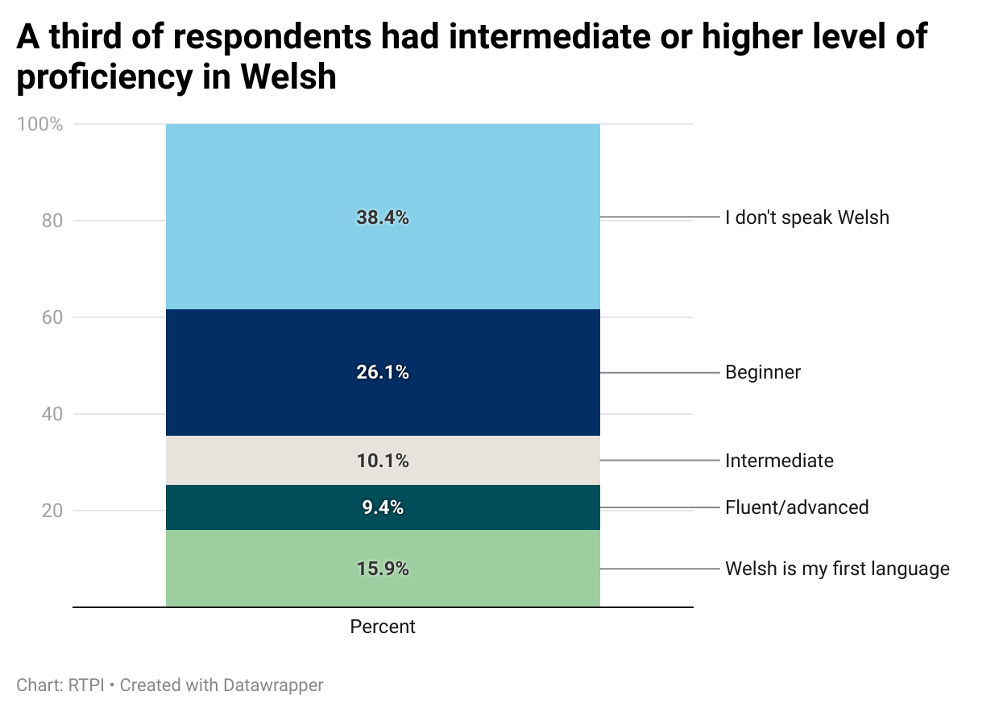 A third of respondents had intermediate or higher level of
proficiency in Welsh
100%
38.4%
I don't speak Welsh
80
60
26.1%
Beginner
40
10.1%
Intermediate
9.4%
Fluent/advanced
20
15.9%
Welsh is my first language
Percent
Chart: RTPI • Created with Datawrapper